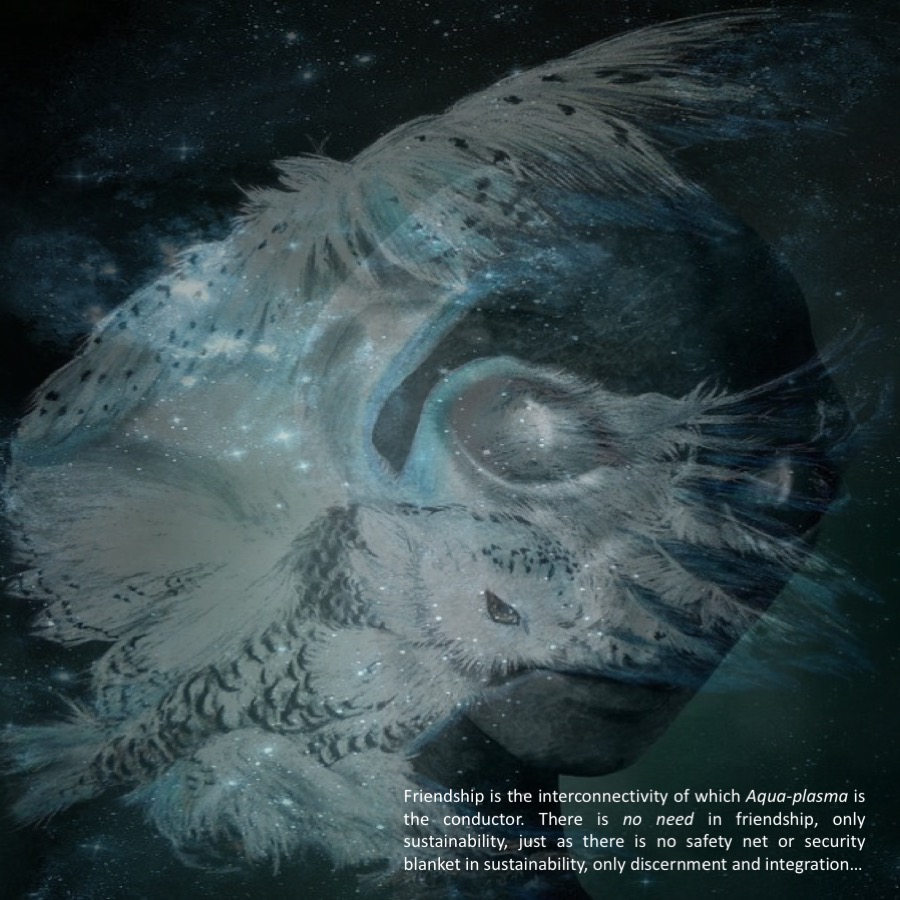 Friendship is the interconnectivity of which Aqua-plasma is
the conductor. There is no need in friendship, only
sustainability, just as there is no safety net or security
blanket in sustainability, only discernment and integration...